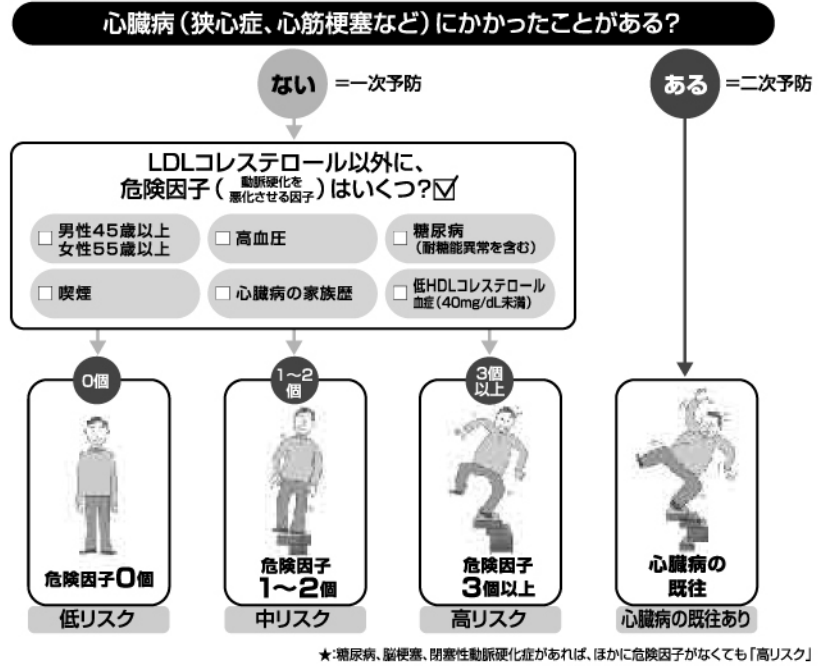 心臓病（狭心症、心筋梗塞など）にかかったことがある？
ない
＝一次予防
ある
＝二次予防
LDLコレステロール以外に、
危険因子（動脈硬化を悪化させる因子）はいくつ？☑
□男性45歳以上
女性55歳以上
□高血圧
□糖尿病
（耐糖能異常を含む）
□喫煙
□心臓病の家族歴
□低HDLコレステロール
血症（40mg/dL未満）
0個
1～2
個
3個
以上
危険因子0個
危険因子
1～2個
危険因子
3個以上
心臓病の
既往
低リスク
中リスク
高リスク
心臓病の既往あり
★:糖尿病、脳梗塞、閉塞性動脈硬化症があれば、ほかに危険因子がなくても「高リスク」